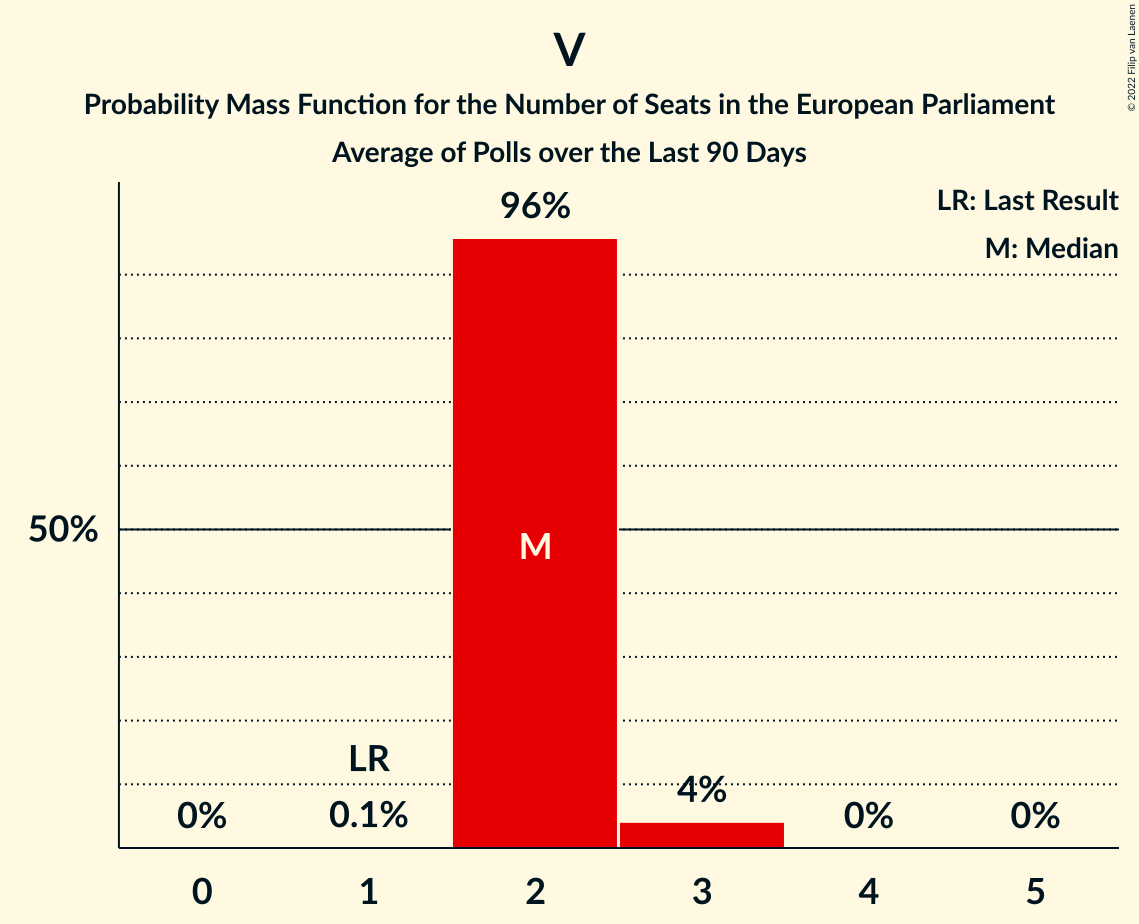 V
Probability Mass Function for the Number of Seats in the European Parliament
Average of Polls over the Last 90 Days
© 2022 Filip van Laenen
LR: Last Result
M: Median
96%
50%
M
LR
0%
0.1%
4%
0%
0%
0
1
2
3
4
5